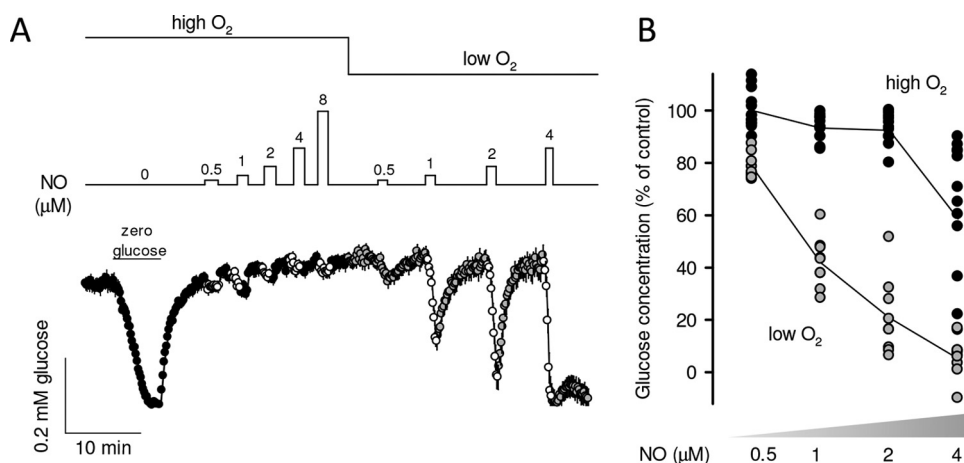 A
high O2
low O2
8
4
4
2
2
1
1
0.5
0.5
0
NO
(μM)
zero
glucose
0.2 mM glucose
10 min
B
high O2
100
80
60
40
20
0
Glucose concentration (% of control)
low O2
NO (μM) 0.5 1 2 4